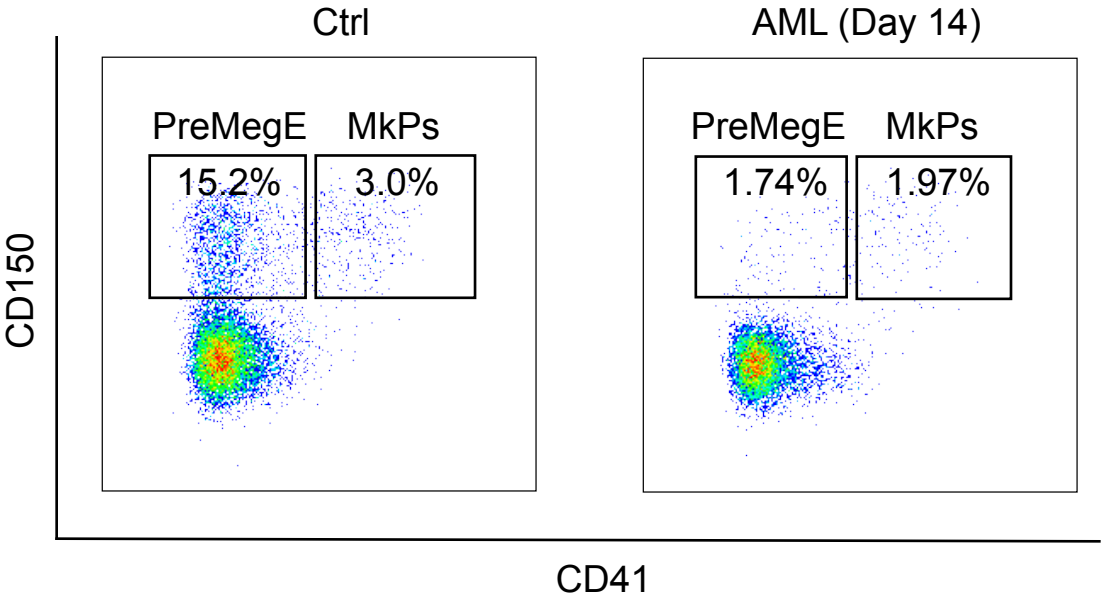 Ctrl
AML (Day 14)
PreMegE MkPs
15.2% 3.0%
PreMegE MkPs
1.74% 1.97%
CD150
CD41